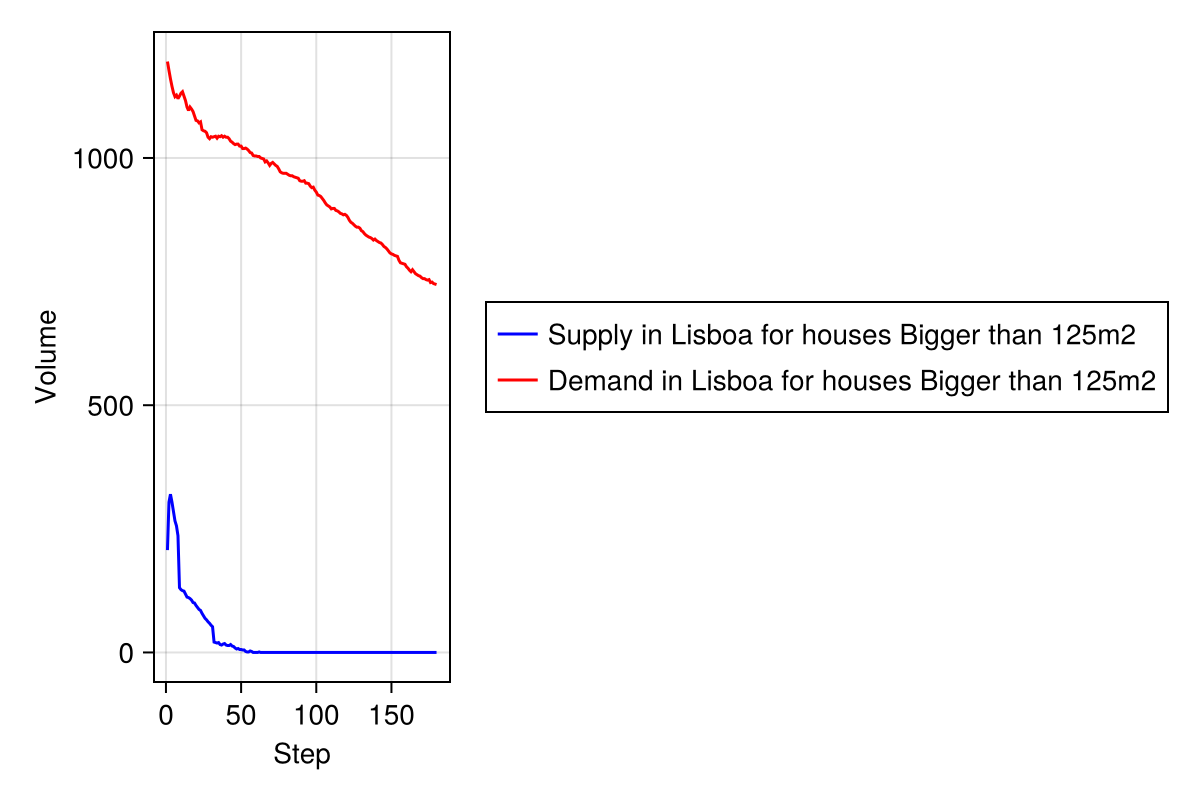 1000
500
0
Volume
0 50 100 150
Step
Supply in Lisboa for houses Bigger than 125m2
Demand in Lisboa for houses Bigger than 125m2